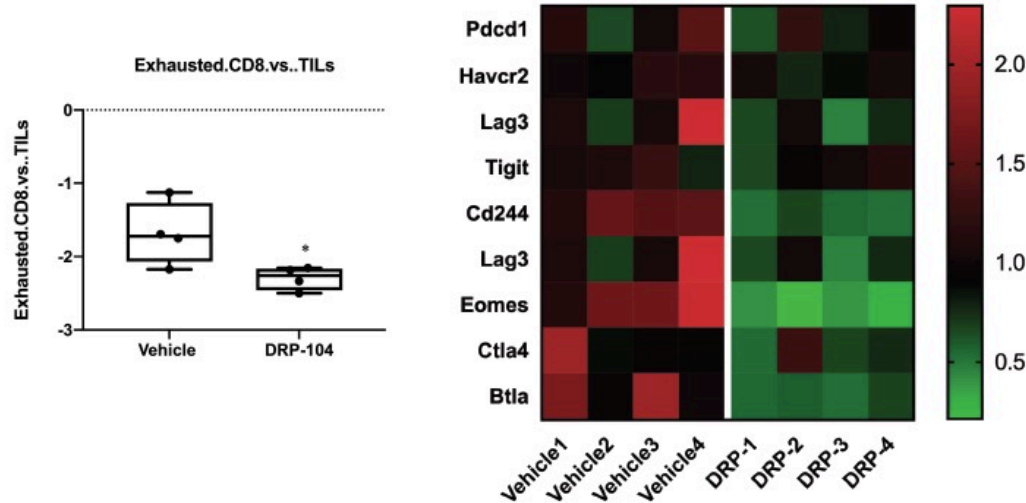 Exhausted.CD8.vs..TILs
Exhausted.CD8.vs..TILs
0
-1
-2
-3
*
Vehicle
DRP-104
Pdcd1
Havcr2
Lag3
Tigit
Cd244
Lag3
Eomes
Ctla4
Btla
Vehicle1
Vehicle2
Vehicle3
Vehicle4
DRP-1
DRP-2
DRP-3
DRP-4
2.0
1.5
1.0
0.5